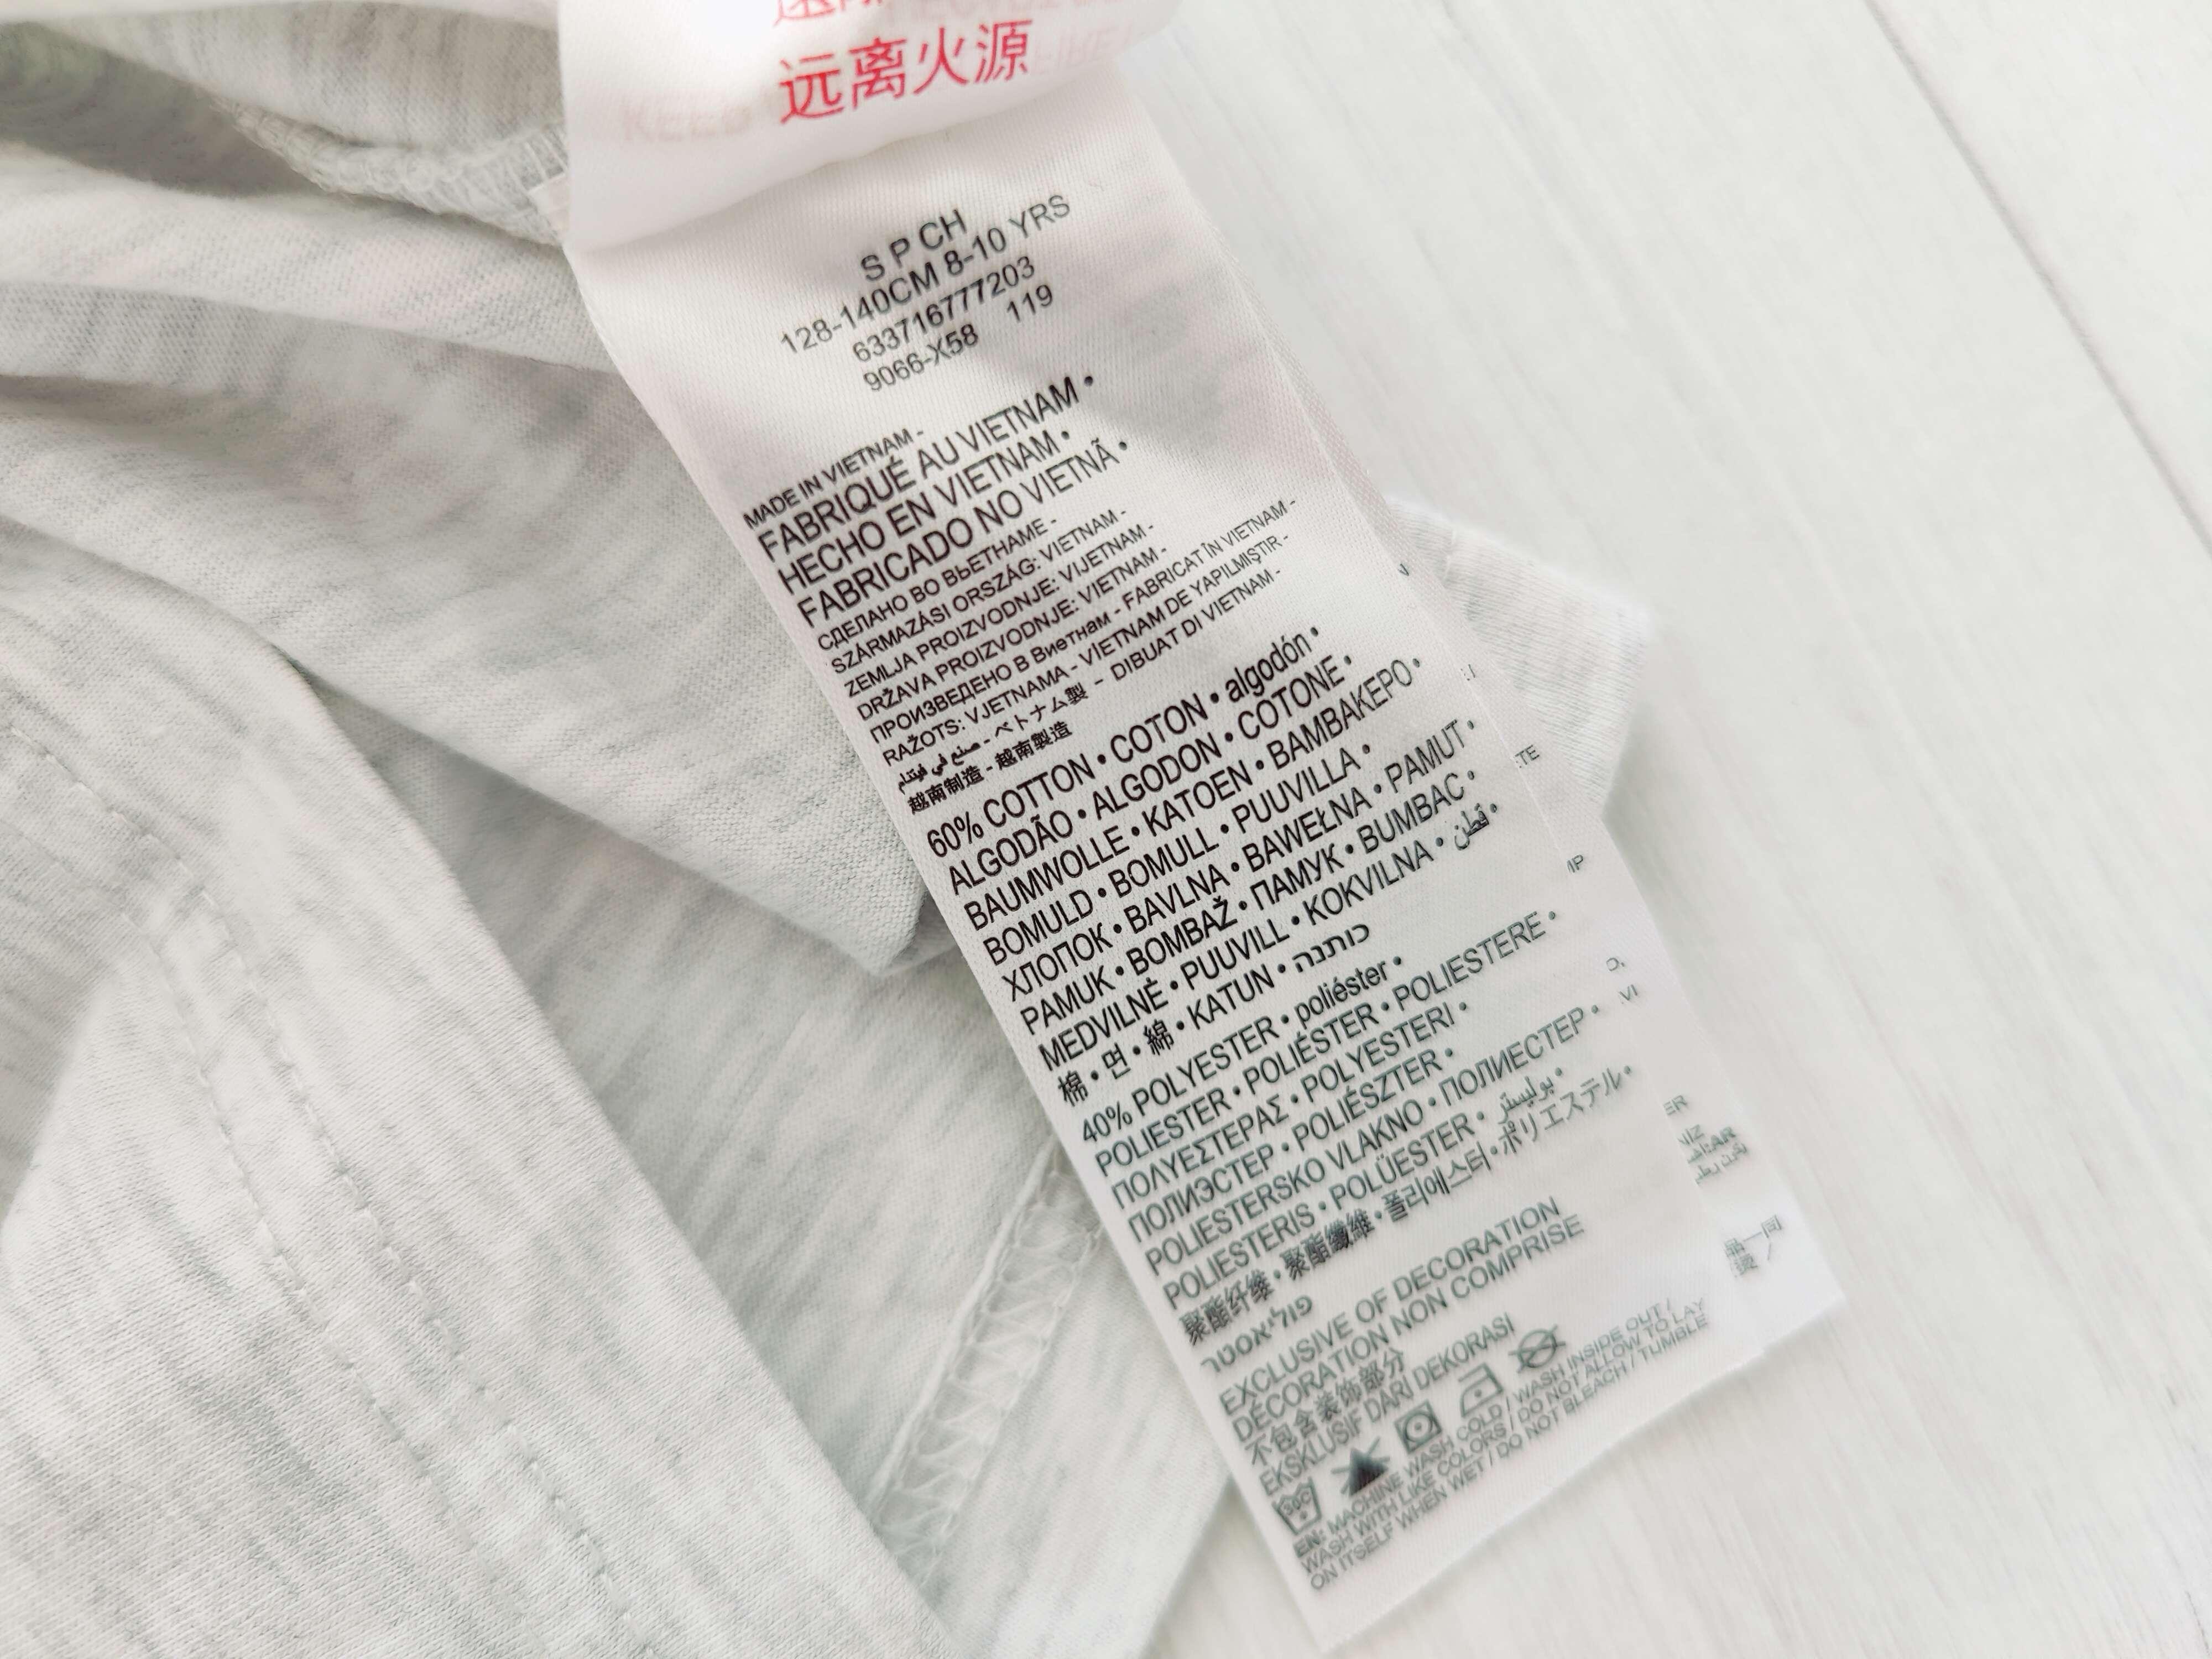 远离火源
S P CH
128-140CM 8-10 YRS
633716777203
9066-X58 119
MADE IN VIETNAM -
FABRIQUÉ AU VIETNAM •
HECHO EN VIETNAM •
FABRICADO NO VIETNÃ •
СДЕЛАНО ВО ВЬЕТНАМЕ -
SZÁRMAZÁSI ORSZÁG: VIETNAM -
ZEMLJA PROIZVODNJE: VIJETNAM -
DRŽAVA PROIZVODNJE: VIETNAM -
ПРОИЗВЕДЕНО В Виетнам - FABRICAT ÎN VIETNAM -
RAŽOTS: VJETNAMA - VİETNAM DE YAPILMIŞTIR -
صنع في فيتنام - ベトナム製 - DIBUAT DI VIETNAM -
越南制造 - 越南製造
60% COTTON • COTON • algodón •
ALGODÃO • ALGODON • COTONE •
BAUMWOLLE • KATOEN • ΒΑΜΒΑΚΕΡΟ •
BOMULD • BOMULL • PUUVILLA •
ХЛОПОК • BAVLNA • BAWEŁNA • PAMUT •
PAMUK • BOMBAŽ • ПАМУК • BUMBAC •
MEDVILNĖ • PUUVILL • KOKVILNA • قطن •
棉 • 면 • 綿 • KATUN • כותנה
40% POLYESTER • poliéster •
POLIESTER • POLIÉSTER • POLIESTERE •
ΠΟΛΥΕΣΤΕΡΑΣ • POLYESTERI •
ПОЛИЭСТЕР • POLIÉSZTER •
POLIESTERSKO VLAKNO • ПОЛИЕСТЕР •
POLIESTERIS • POLÜESTER • بوليستر •
聚酯纤维 • 聚酯纖維 • 폴리에스터 • ポリエステル •
פוליאסטר
EXCLUSIVE OF DECORATION
DÉCORATION NON COMPRISE
不包含装饰部分
EKSKLUSIF DARI DEKORASI
30C
EN: MACHINE WASH COLD / WASH INSIDE OUT /
WASH WITH LIKE COLORS / DO NOT ALLOW TO LAY
ON ITSELF WHEN WET / DO NOT BLEACH / TUMBLE